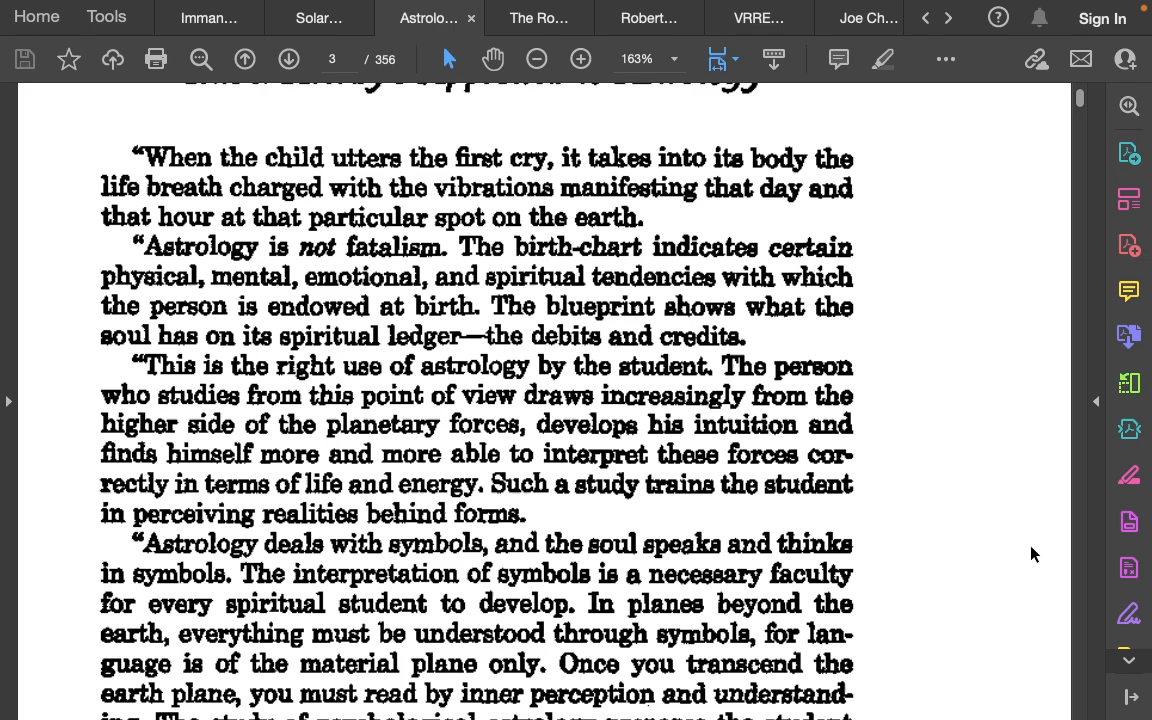 Home Tools Imman... Solar... Astrolo... × The Ro... Robert... VRRE... Joe Ch... Sign In
3 / 356 163%
“When the child utters the first cry, it takes into its body the
life breath charged with the vibrations manifesting that day and
that hour at that particular spot on the earth.
“Astrology is not fatalism. The birth-chart indicates certain
physical, mental, emotional, and spiritual tendencies with which
the person is endowed at birth. The blueprint shows what the
soul has on its spiritual ledger—the debits and credits.
“This is the right use of astrology by the student. The person
who studies from this point of view draws increasingly from the
higher side of the planetary forces, develops his intuition and
finds himself more and more able to interpret these forces cor-
rectly in terms of life and energy. Such a study trains the student
in perceiving realities behind forms.
“Astrology deals with symbols, and the soul speaks and thinks
in symbols. The interpretation of symbols is a necessary faculty
for every spiritual student to develop. In planes beyond the
earth, everything must be understood through symbols, for lan-
guage is of the material plane only. Once you transcend the
earth plane, you must read by inner perception and understand-